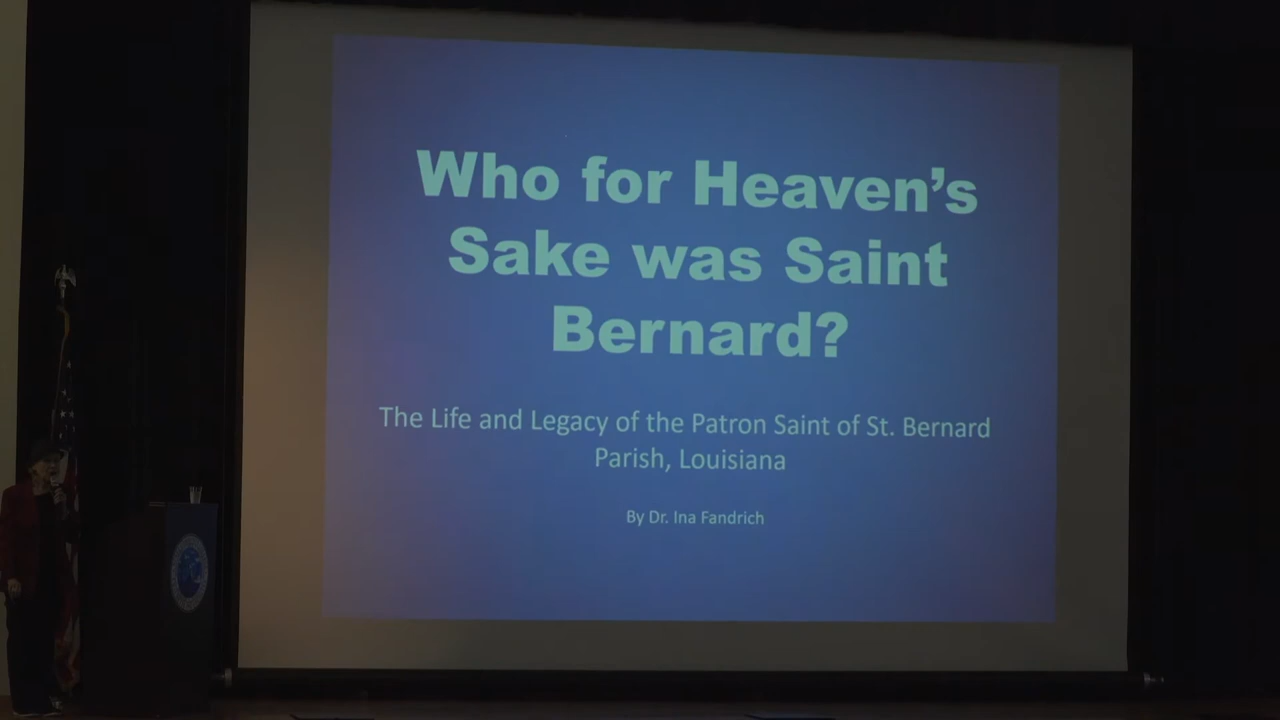 Who for Heaven’s
Sake was Saint
Bernard?
The Life and Legacy of the Patron Saint of St. Bernard
Parish, Louisiana
By Dr. Ina Fandrich